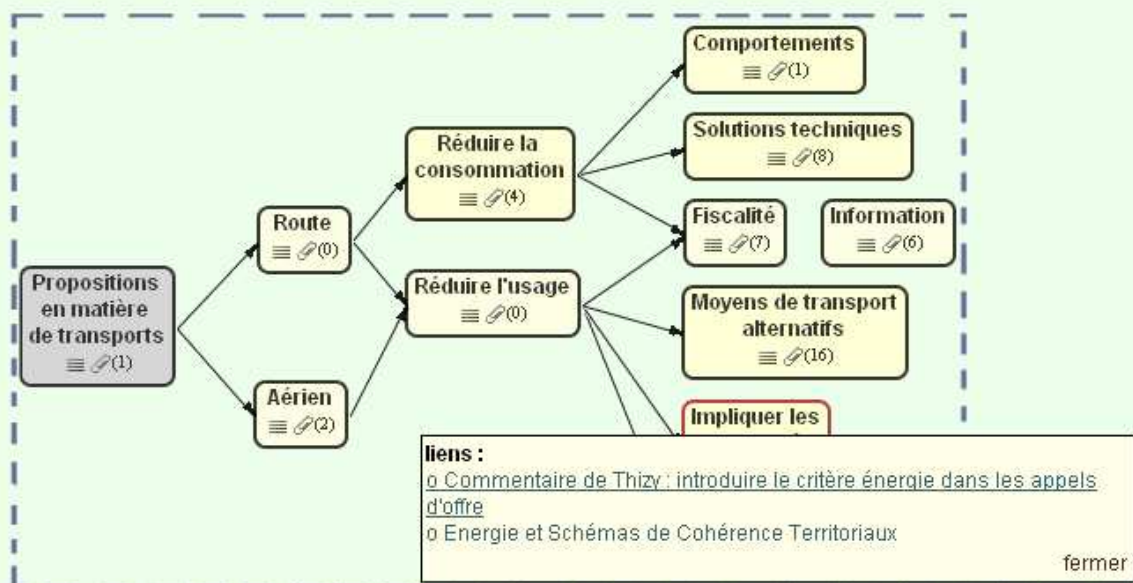 Comportements
(1)
Réduire la
consommation
(4)
Solutions techniques
(8)
Route
(0)
Fiscalité
(7)
Information
(6)
Propositions
en matière
de transports
(1)
Réduire l'usage
(0)
Moyens de transport
alternatifs
(16)
Aérien
(2)
Impliquer les
liens :
o Commentaire de Thizy : introduire le critère énergie dans les appels
d'offre
o Energie et Schémas de Cohérence Territoriaux
fermer